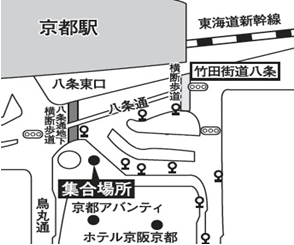 京都駅
東海道新幹線
竹田街道八条
横断歩道
八条東口
八条通
八条通地下
横断歩道
集合場所
京都アバンティ
烏丸通
ホテル京阪京都